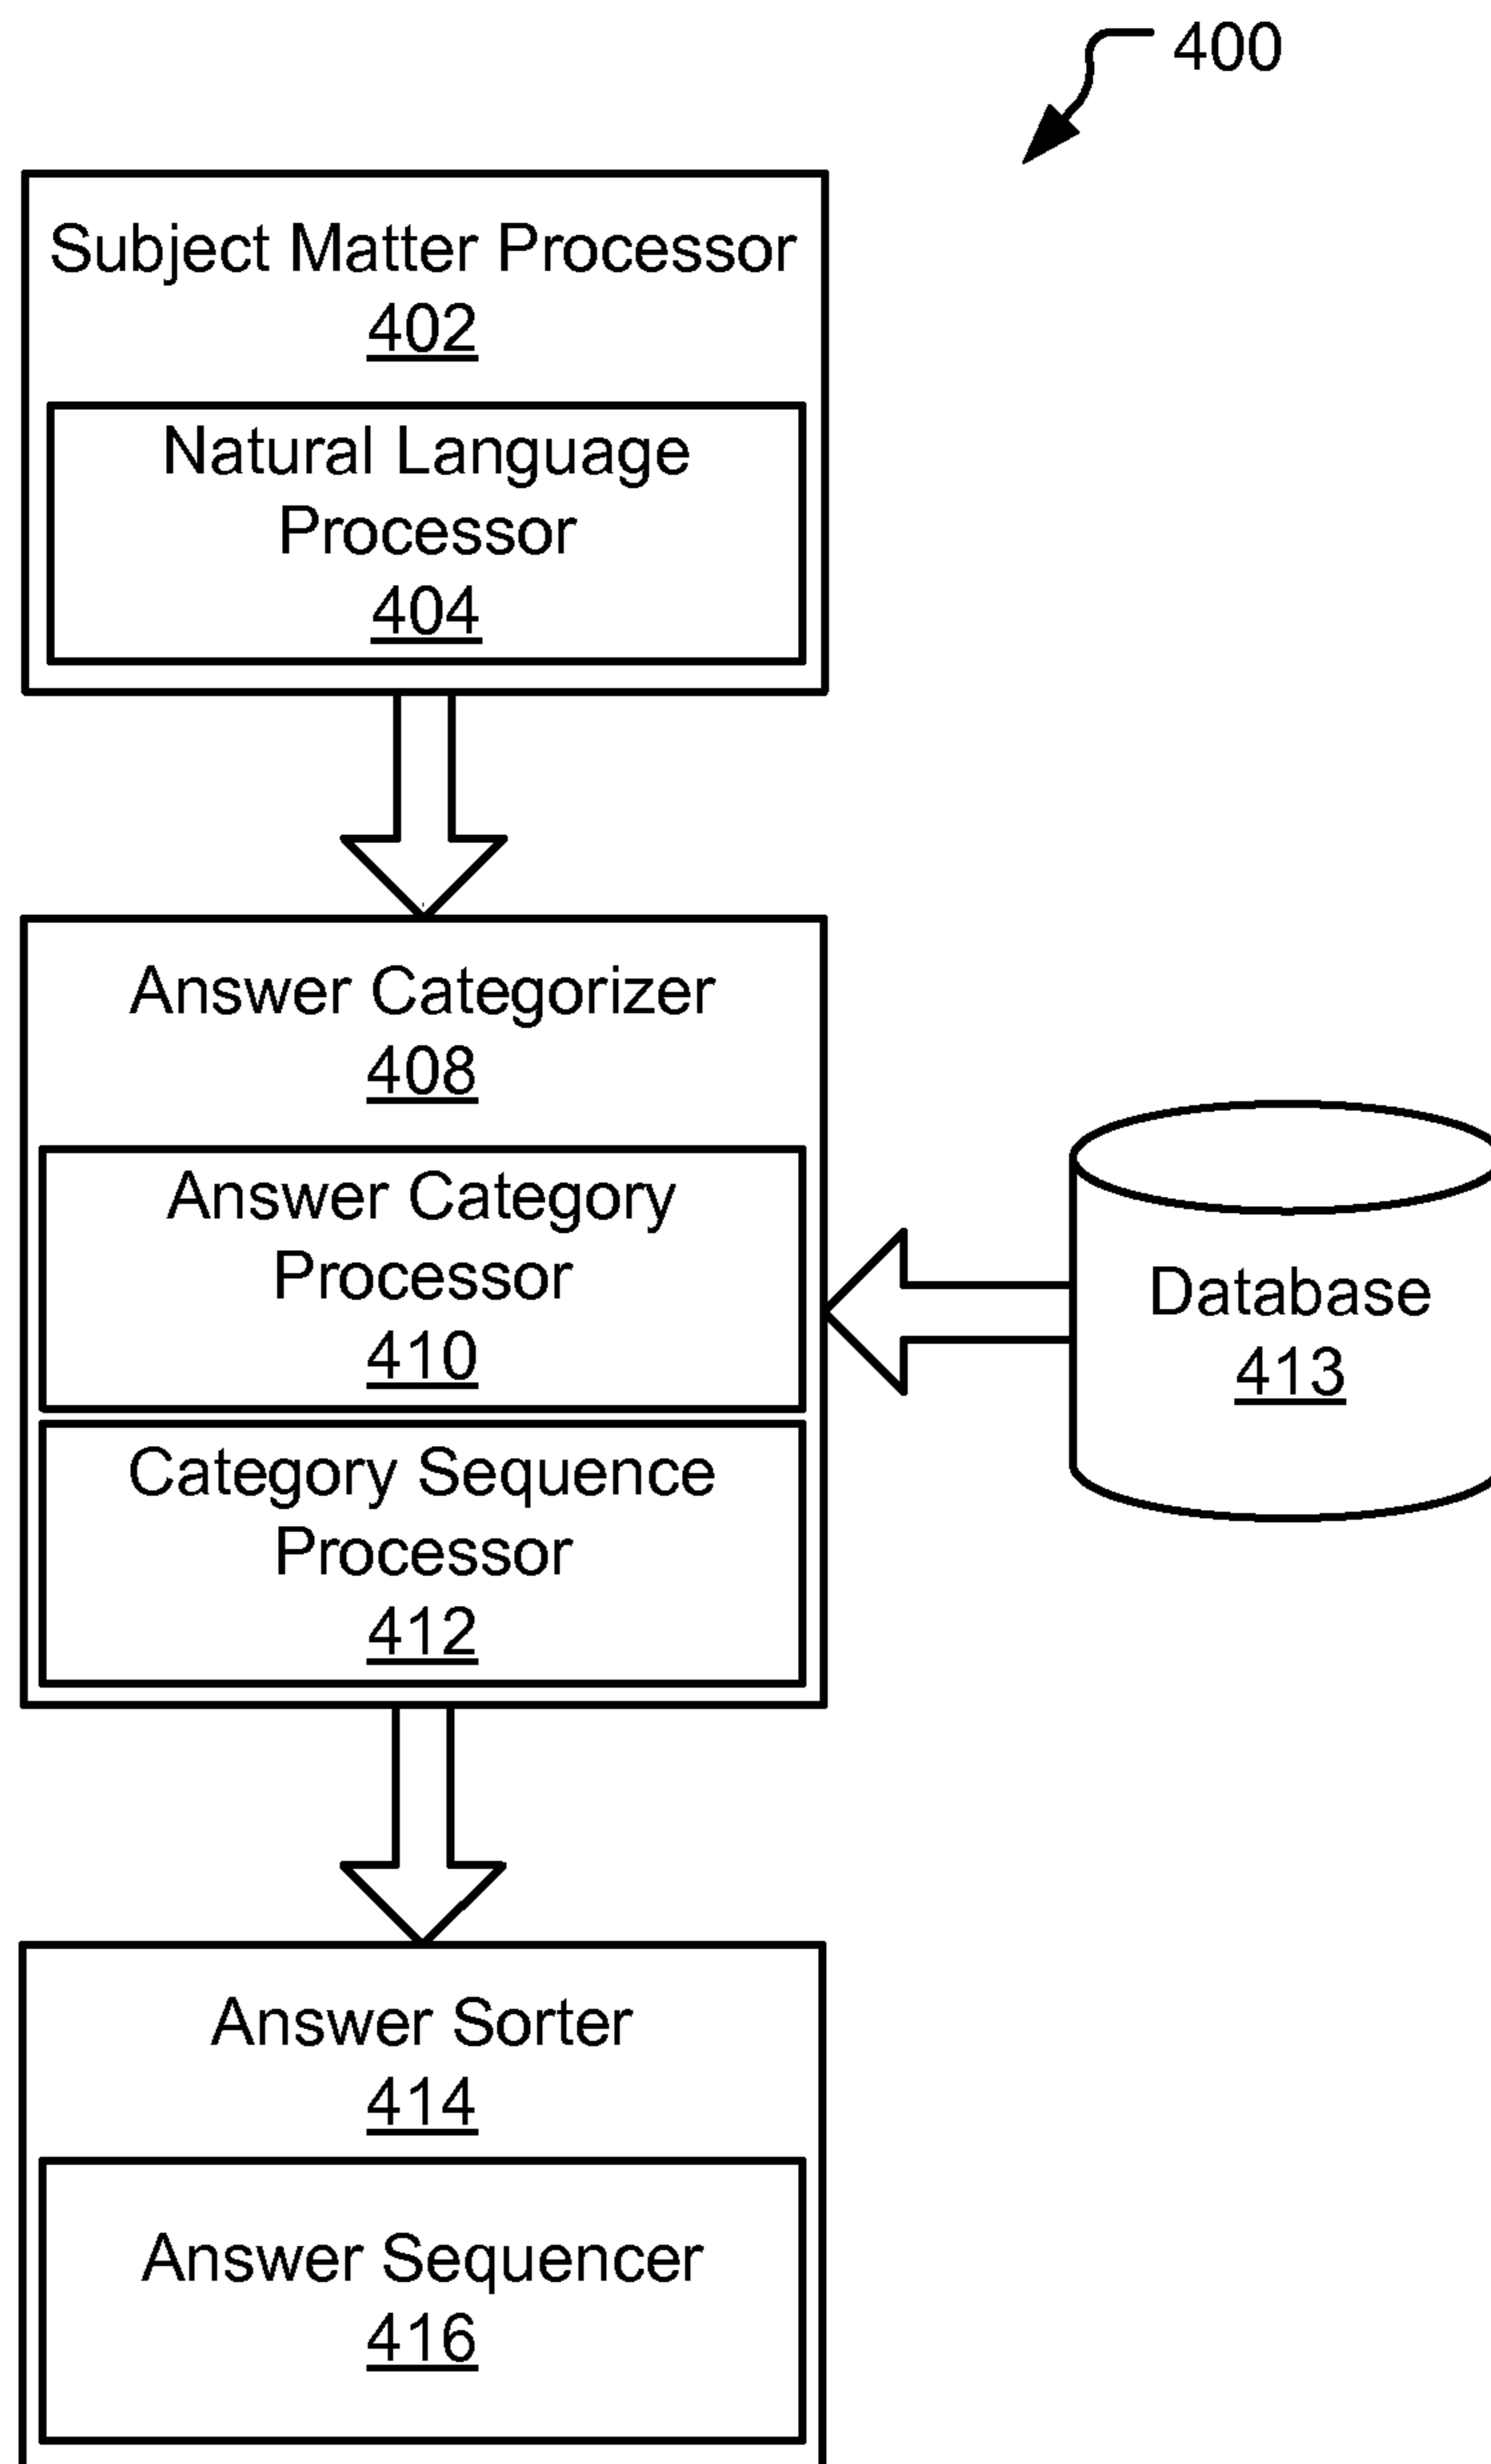 400
Subject Matter Processor
402
Natural Language
Processor
404
Answer Categorizer
408
Answer Category
Processor
410
Category Sequence
Processor
412
Database
413
Answer Sorter
414
Answer Sequencer
416